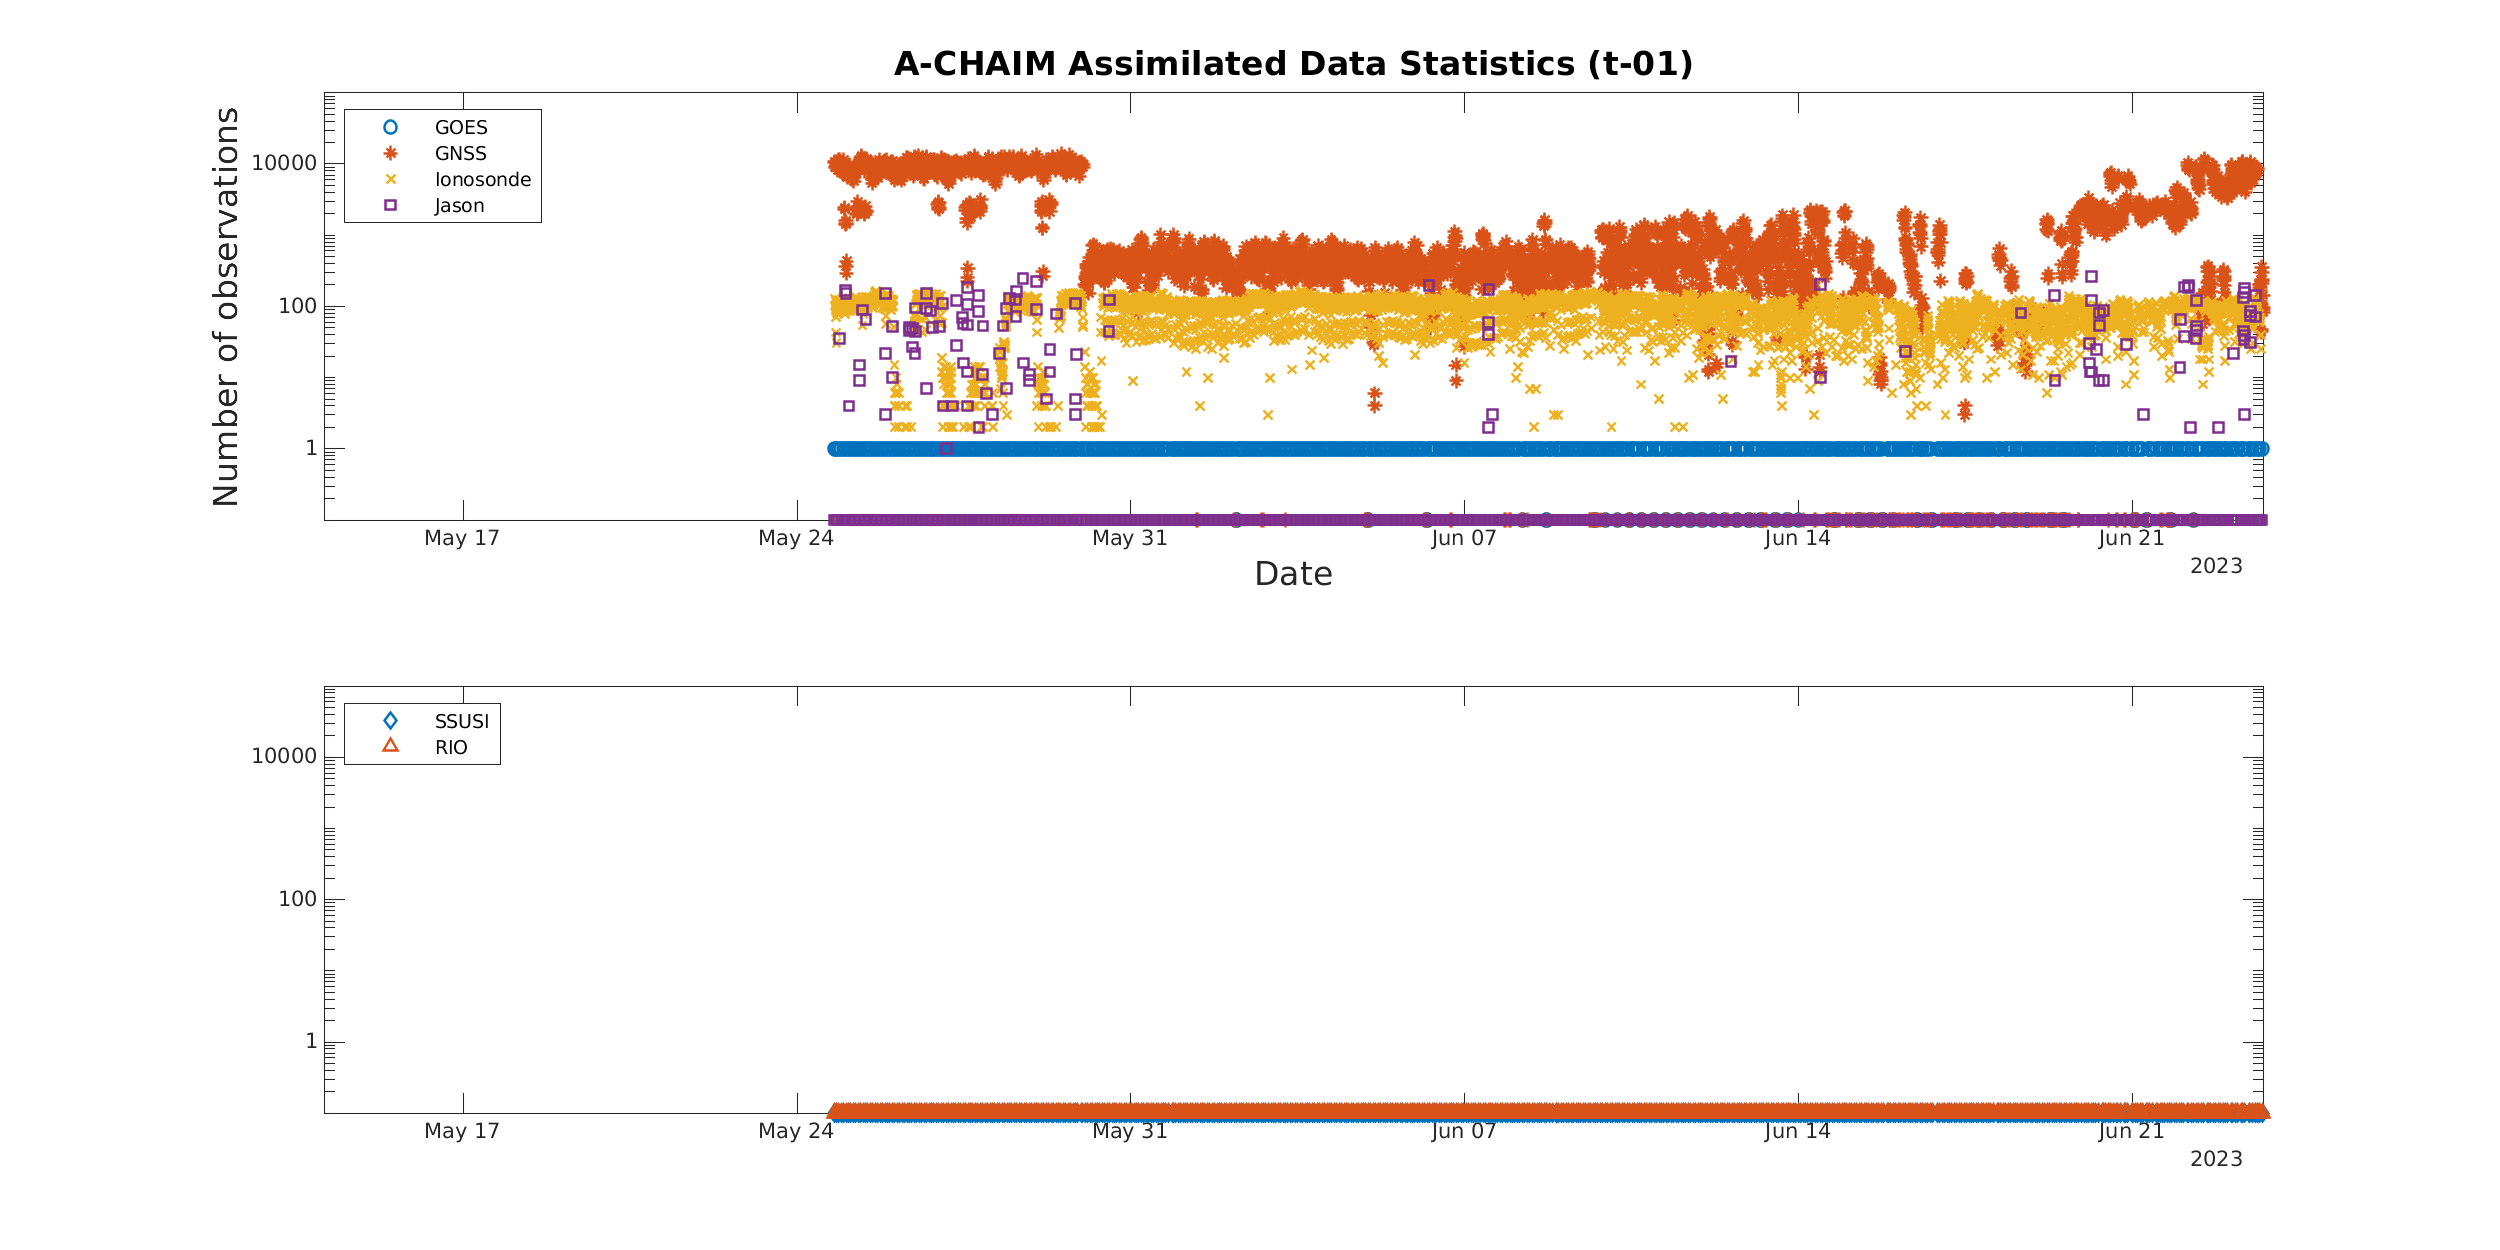 A-CHAIM Assimilated Data Statistics (t-01)
Number of observations
10000
100
1
GOES
GNSS
Ionosonde
Jason
May 17
May 24
May 31
Jun 07
Jun 14
Jun 21
2023
Date
10000
100
1
SSUSI
RIO
May 17
May 24
May 31
Jun 07
Jun 14
Jun 21
2023